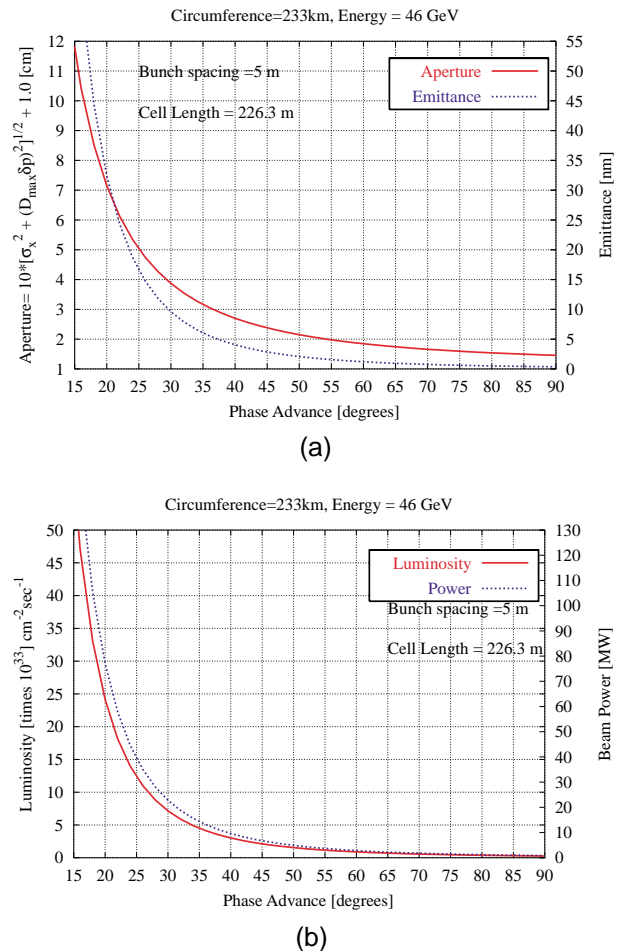 Circumference=233km, Energy = 46 GeV
Bunch spacing =5 m
Cell Length = 226.3 m
Aperture
Emittance
Aperture= 10*[σx2 + (Dmaxδp)2]1/2 + 1.0 [cm]
12
11
10
9
8
7
6
5
4
3
2
1
55
50
45
40
35
30
25
20
15
10
5
0
Emittance [nm]
15 20 25 30 35 40 45 50 55 60 65 70 75 80 85 90
Phase Advance [degrees]
(a)
Circumference=233km, Energy = 46 GeV
Luminosity
Power
Bunch spacing =5 m
Cell Length = 226.3 m
Luminosity [times 10^33] cm^-2sec^-1
50
45
40
35
30
25
20
15
10
5
0
130
120
110
100
90
80
70
60
50
40
30
20
10
0
Beam Power [MW]
15 20 25 30 35 40 45 50 55 60 65 70 75 80 85 90
Phase Advance [degrees]
(b)